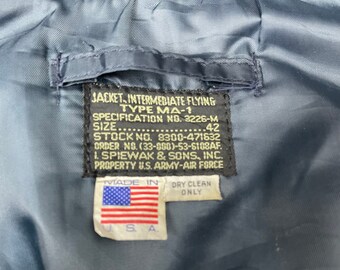 JACKET, INTERMEDIATE FLYING
TYPE MA-1
SPECIFICATION NO. 3226-M
SIZE....................42
STOCK NO. 8300-471632
ORDER NO. (33-080)-53-6108AF.
I. SPIEWAK & SONS, INC.
PROPERTY U.S. ARMY-AIR FORCE
MADE IN
U.S.A.
DRY CLEAN
ONLY